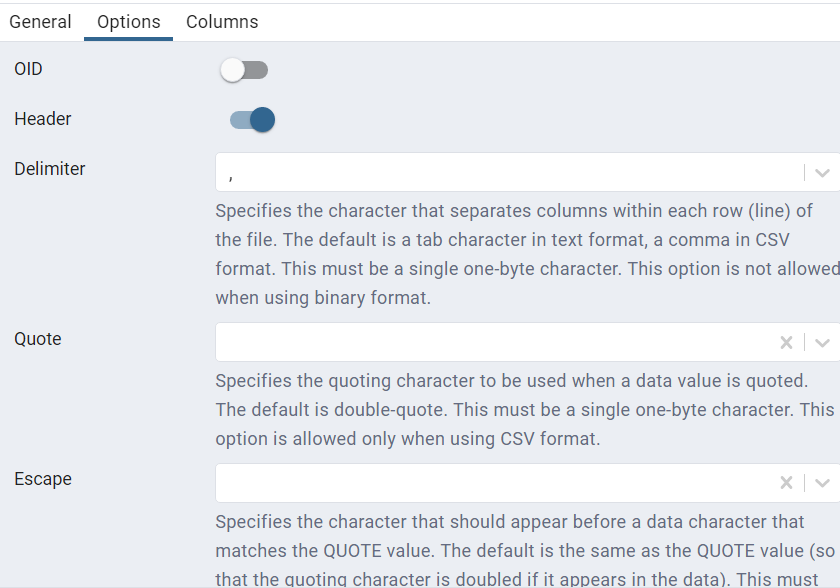 General Options Columns
OID
Header
Delimiter
,
Specifies the character that separates columns within each row (line) of
the file. The default is a tab character in text format, a comma in CSV
format. This must be a single one-byte character. This option is not allowed
when using binary format.
Quote
Specifies the quoting character to be used when a data value is quoted.
The default is double-quote. This must be a single one-byte character. This
option is allowed only when using CSV format.
Escape
Specifies the character that should appear before a data character that
matches the QUOTE value. The default is the same as the QUOTE value (so
that the quoting character is doubled if it appears in the data). This must